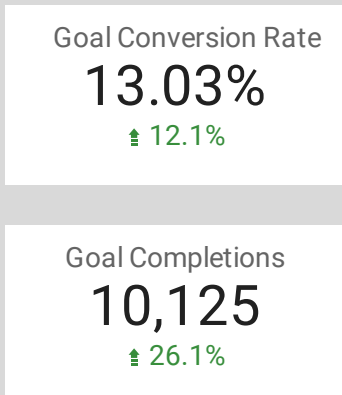 Goal Conversion Rate
13.03%
12.1%
Goal Completions
10,125
26.1%